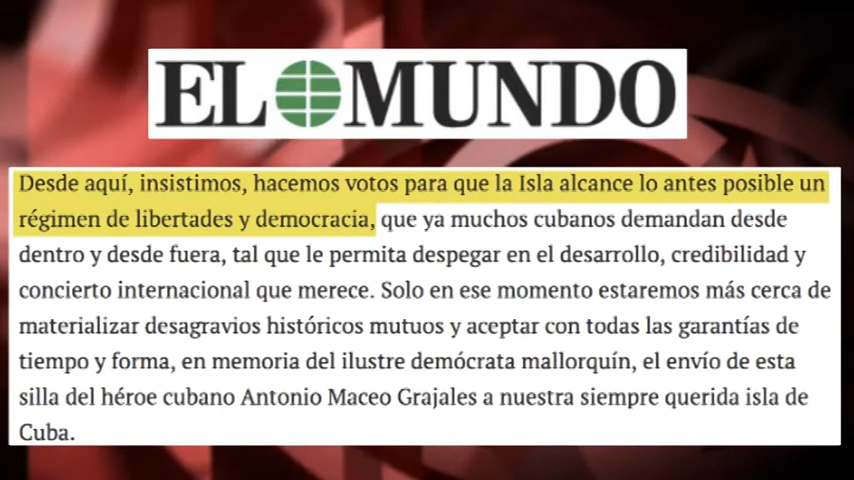 EL MUNDO
Desde aquí, insistimos, hacemos votos para que la Isla alcance lo antes posible un
régimen de libertades y democracia, que ya muchos cubanos demandan desde
dentro y desde fuera, tal que le permita despegar en el desarrollo, credibilidad y
concierto internacional que merece. Solo en ese momento estaremos más cerca de
materializar desagravios históricos mutuos y aceptar con todas las garantías de
tiempo y forma, en memoria del ilustre demócrata mallorquín, el envío de esta
silla del héroe cubano Antonio Maceo Grajales a nuestra siempre querida isla de
Cuba.